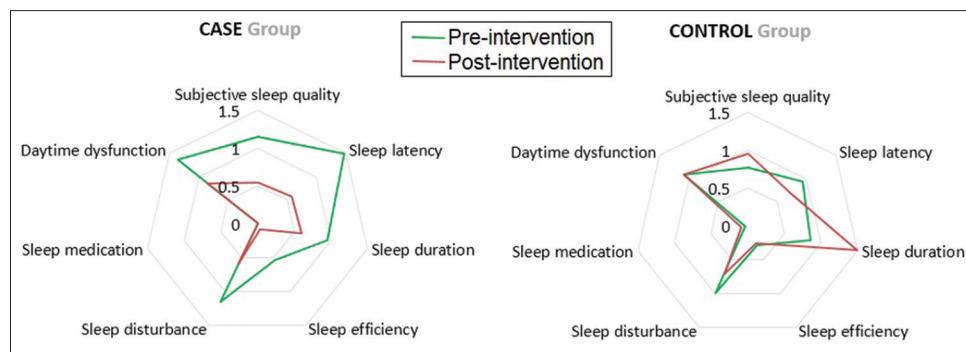 CASE Group
Pre-intervention
Post-intervention
CONTROL Group
Subjective sleep quality
1.5
Daytime dysfunction
1
Sleep latency
0.5
0
Sleep medication
Sleep duration
Sleep disturbance
Sleep efficiency
Subjective sleep quality
1.5
Daytime dysfunction
1
Sleep latency
0.5
0
Sleep medication
Sleep duration
Sleep disturbance
Sleep efficiency